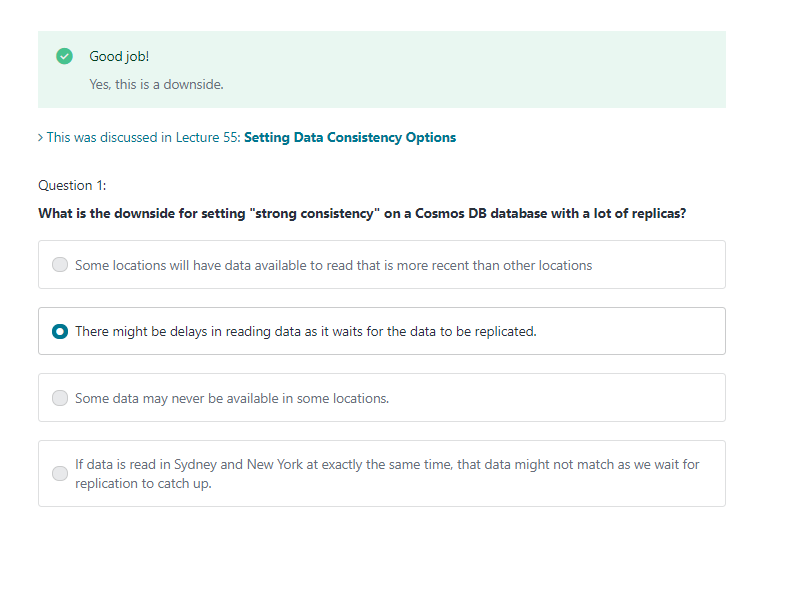 Good job!
Yes, this is a downside.
> This was discussed in Lecture 55: Setting Data Consistency Options
Question 1:
What is the downside for setting "strong consistency" on a Cosmos DB database with a lot of replicas?
Some locations will have data available to read that is more recent than other locations
There might be delays in reading data as it waits for the data to be replicated.
Some data may never be available in some locations.
If data is read in Sydney and New York at exactly the same time, that data might not match as we wait for
replication to catch up.